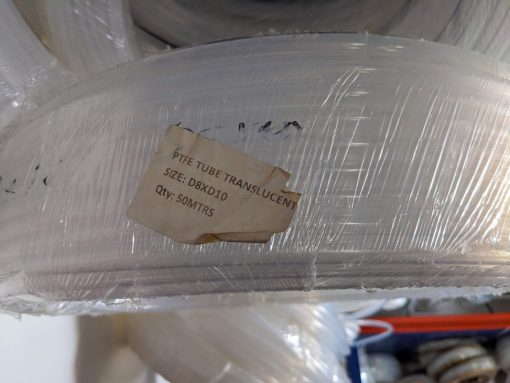 PTFE TUBE TRANSLUCENT
SIZE: D8XD10
Qty: 50MTRS